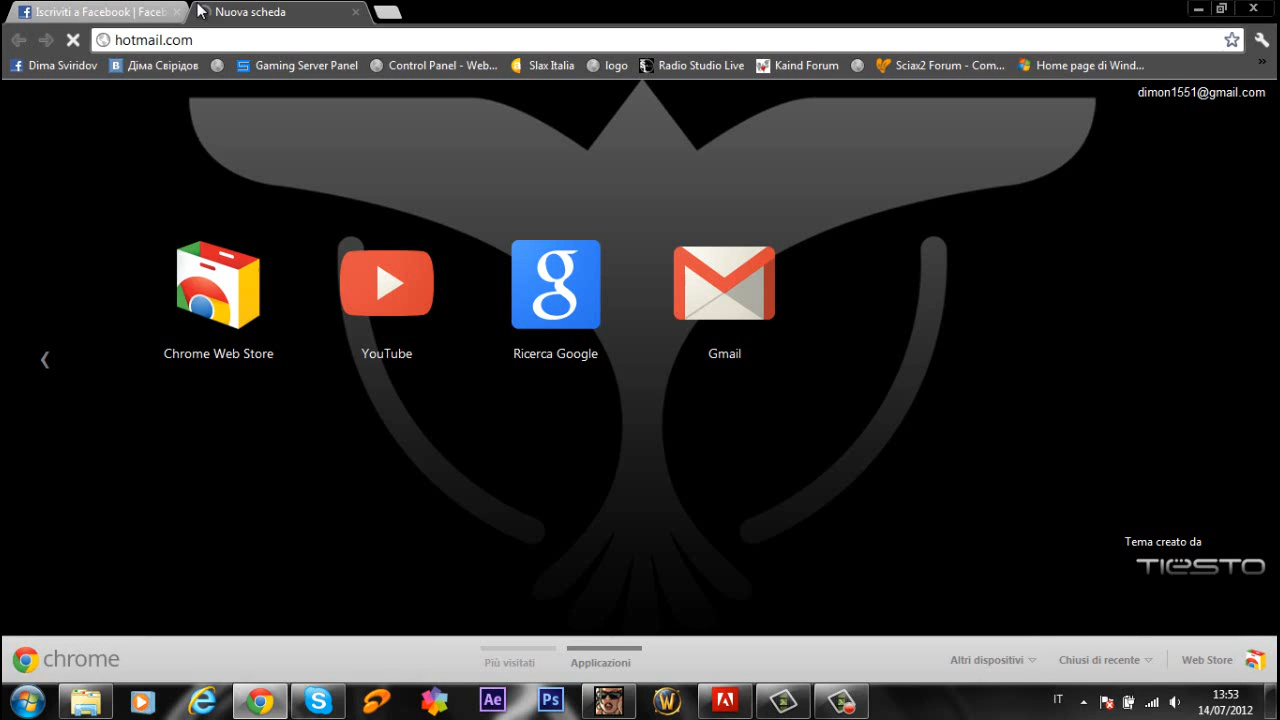 Iscriviti a Facebook | Faceb
Nuova scheda
hotmail.com
Dima Sviridov
Діма Свірідов
Gaming Server Panel
Control Panel - Web...
Slax Italia
logo
Radio Studio Live
Kaind Forum
Sciax2 Forum - Com...
Home page di Wind...
dimon1551@gmail.com
Chrome Web Store
YouTube
Ricerca Google
Gmail
Tema creato da
TIËSTO
chrome
Più visitati
Applicazioni
Altri dispositivi
Chiusi di recente
Web Store
Ae
Ps
IT
13:53
14/07/2012